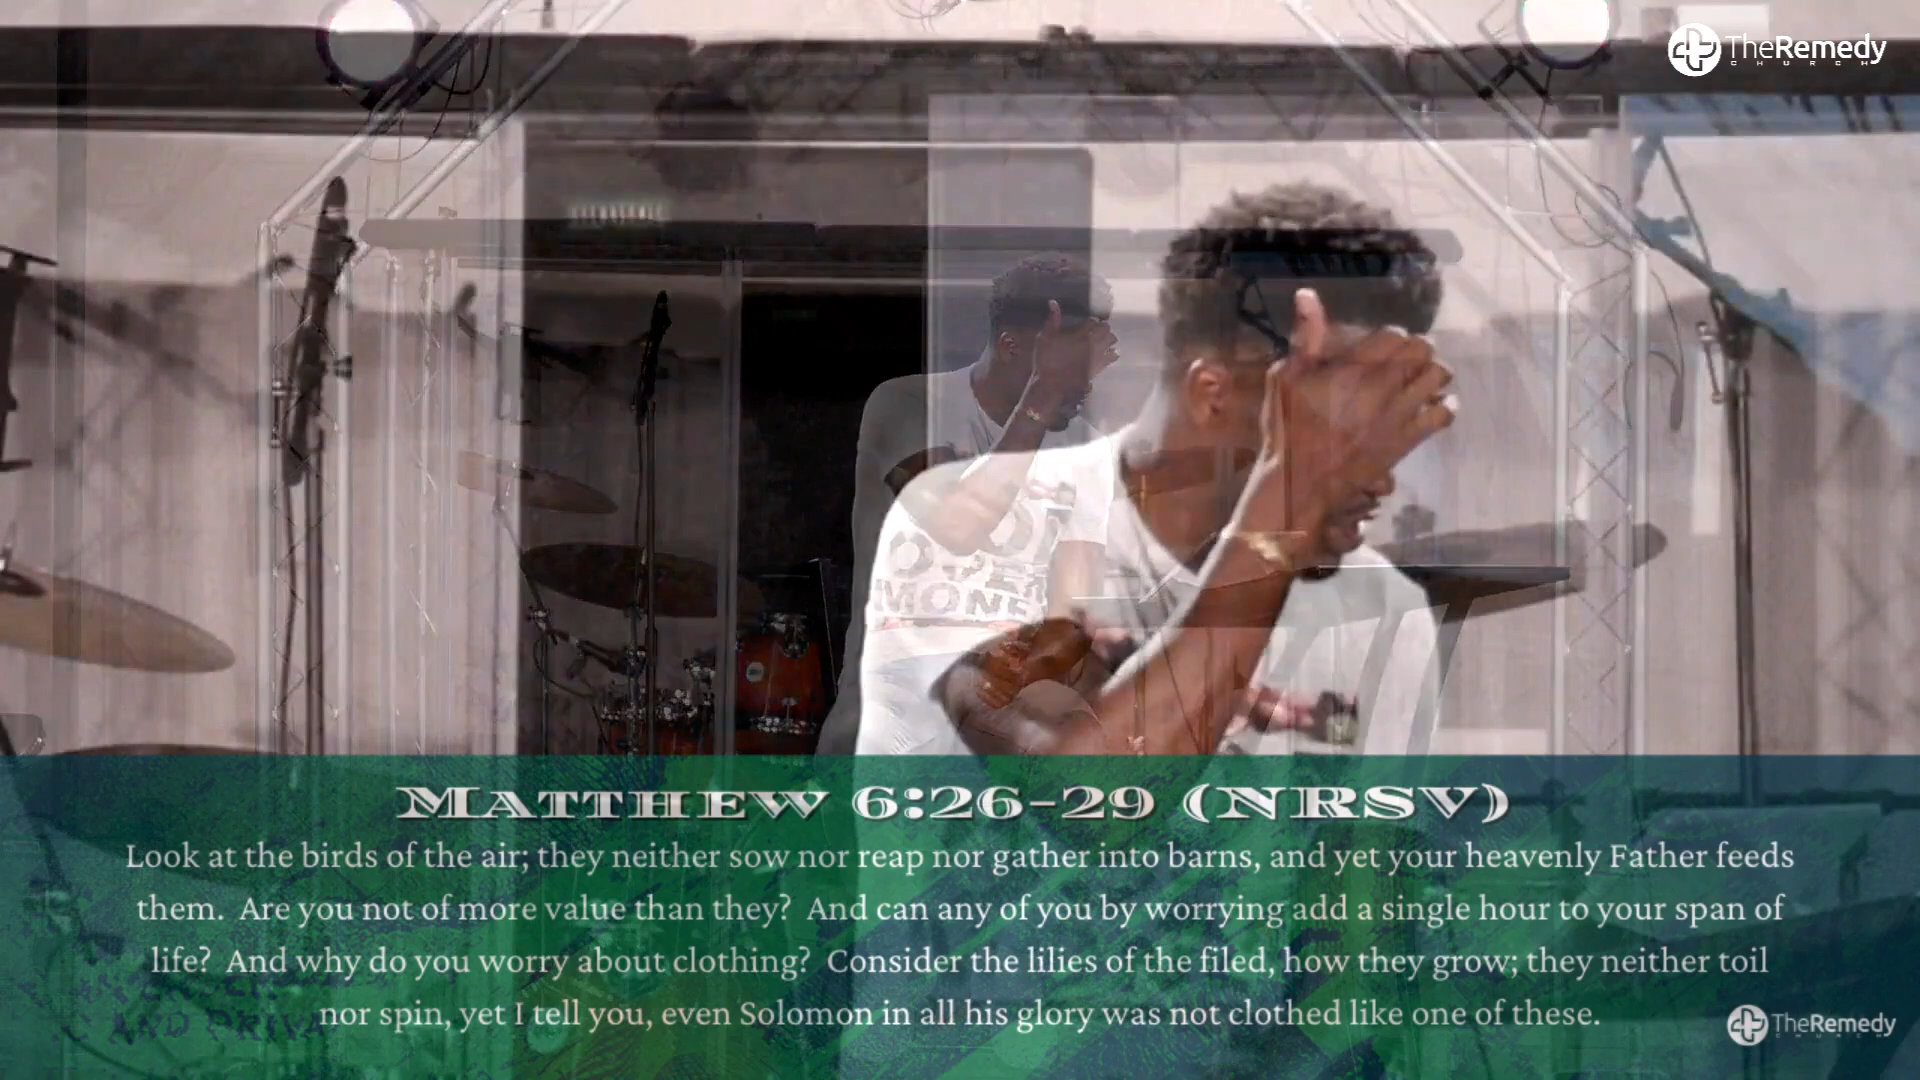 TheRemedy
CHURCH
MATTHEW 6:26-29 (NRSV)
Look at the birds of the air; they neither sow nor reap nor gather into barns, and yet your heavenly Father feeds
them.  Are you not of more value than they?  And can any of you by worrying add a single hour to your span of
life?  And why do you worry about clothing?  Consider the lilies of the filed, how they grow; they neither toil
nor spin, yet I tell you, even Solomon in all his glory was not clothed like one of these.
AND PRIVA
TheRemedy
CHURCH